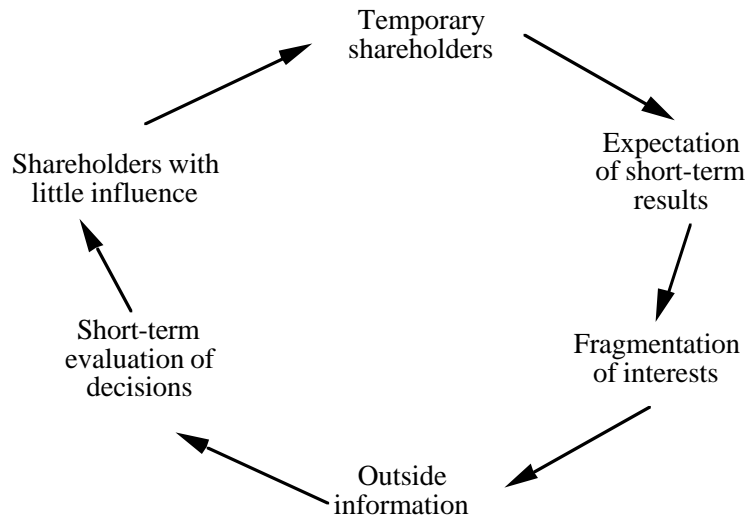 Temporary
shareholders
Expectation
of short-term
results
Fragmentation
of interests
Outside
information
Short-term
evaluation of
decisions
Shareholders with
little influence